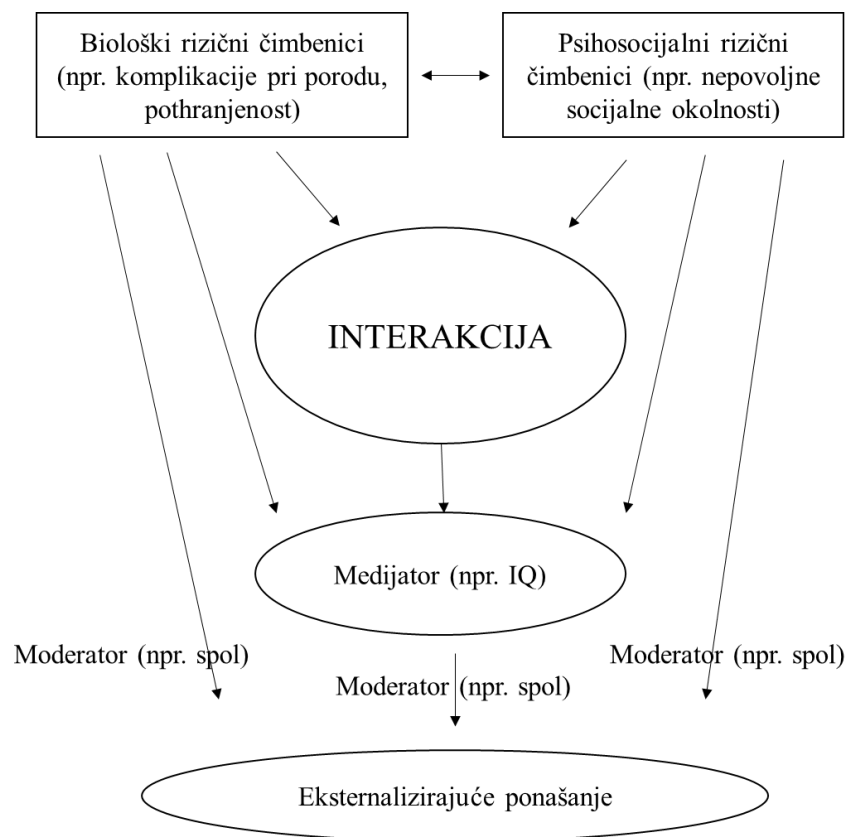 Biološki rizični čimbenici
(npr. komplikacije pri porodu,
pothranjenost)
Psihosocijalni rizični
čimbenici (npr. nepovoljne
socijalne okolnosti)
INTERAKCIJA
Medijator (npr. IQ)
Moderator (npr. spol)
Moderator (npr. spol)
Moderator (npr. spol)
Eksternalizirajuće ponašanje